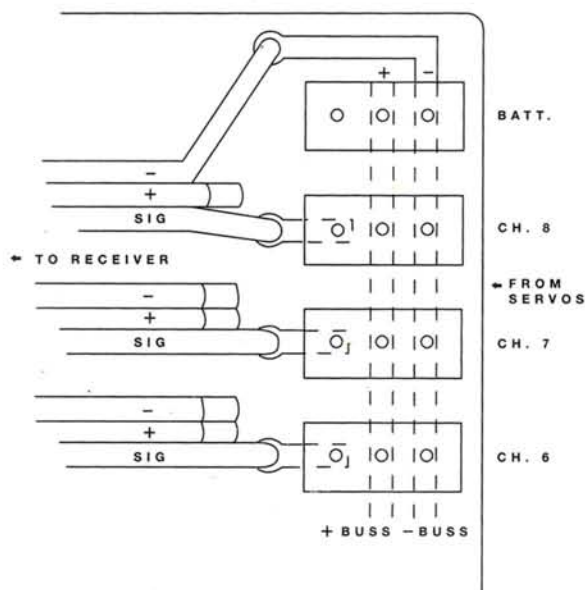 + -
BATT.
-
+
SIG
CH. 8
← TO RECEIVER
← FROM
SERVOS
-
+
SIG
CH. 7
-
+
SIG
CH. 6
+ BUSS - BUSS